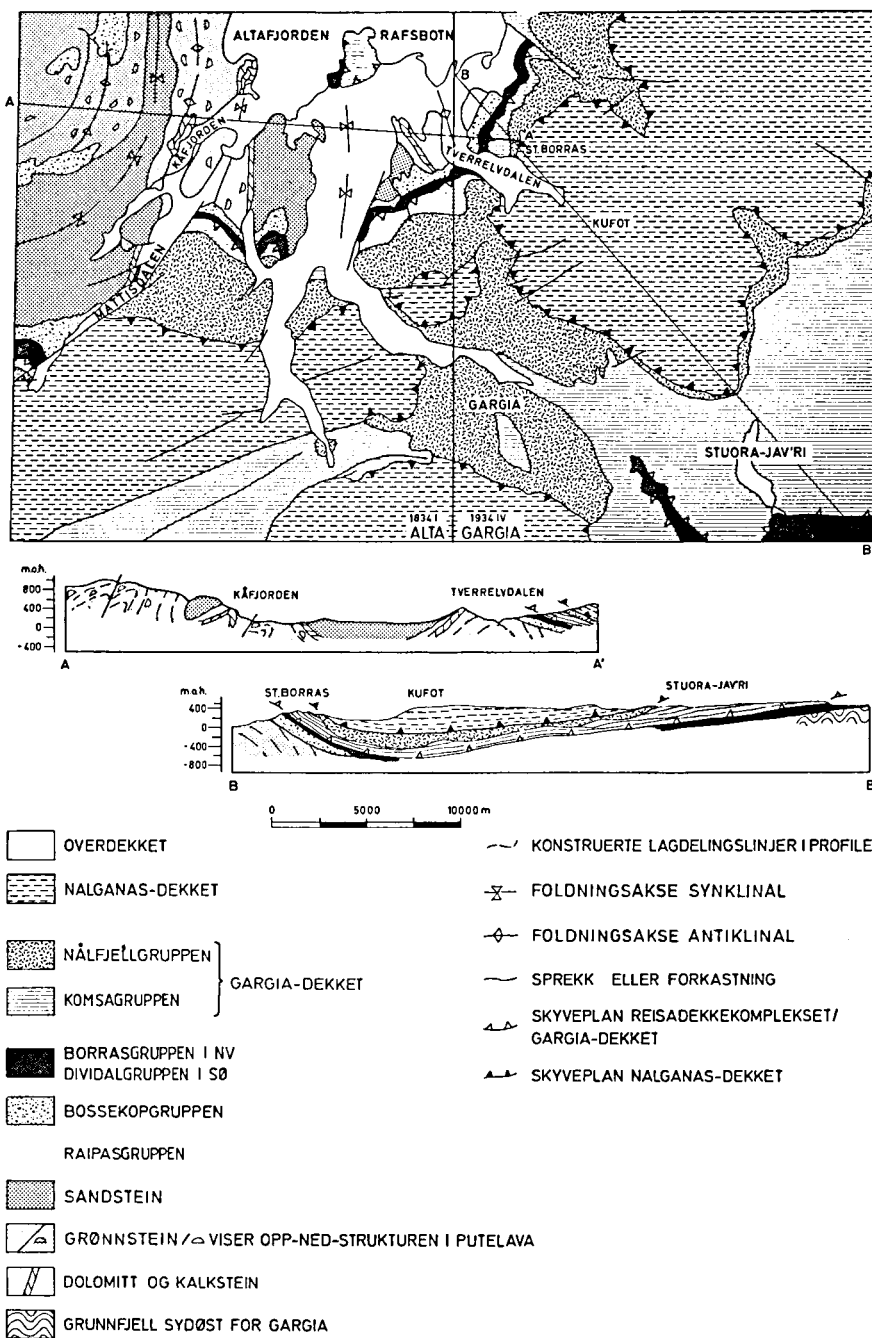 ALTAFJORDEN RAFSBOTN
A
B
A'
KÅFJORDEN
ST.BORRAS
TVERRELVDALEN
KUFOT
MATTISDALEN
GARGIA
STUORA-JAV'RI
1834 I 1934 IV
ALTA GARGIA
B'
m.o.h.
800
400
0
-400
KÅFJORDEN TVERRELVDALEN
A A'
m.o.h.
400
0
-400
-800
ST.BORRAS KUFOT STUORA-JAV'RI
B B'
0 5000 10000 m
OVERDEKKET
NALGANAS-DEKKET
NÅLFJELLGRUPPEN
KOMSAGRUPPEN
GARGIA-DEKKET
BORRASGRUPPEN I NV
DIVIDALGRUPPEN I SØ
BOSSEKOPGRUPPEN
RAIPASGRUPPEN
SANDSTEIN
GRØNNSTEIN/ VISER OPP-NED-STRUKTUREN I PUTELAVA
DOLOMITT OG KALKSTEIN
GRUNNFJELL SYDØST FOR GARGIA
KONSTRUERTE LAGDELINGSLINJER I PROFILE
FOLDNINGSAKSE SYNKLINAL
FOLDNINGSAKSE ANTIKLINAL
SPREKK ELLER FORKASTNING
SKYVEPLAN REISADEKKEKOMPLEKSET/
GARGIA-DEKKET
SKYVEPLAN NALGANAS-DEKKET